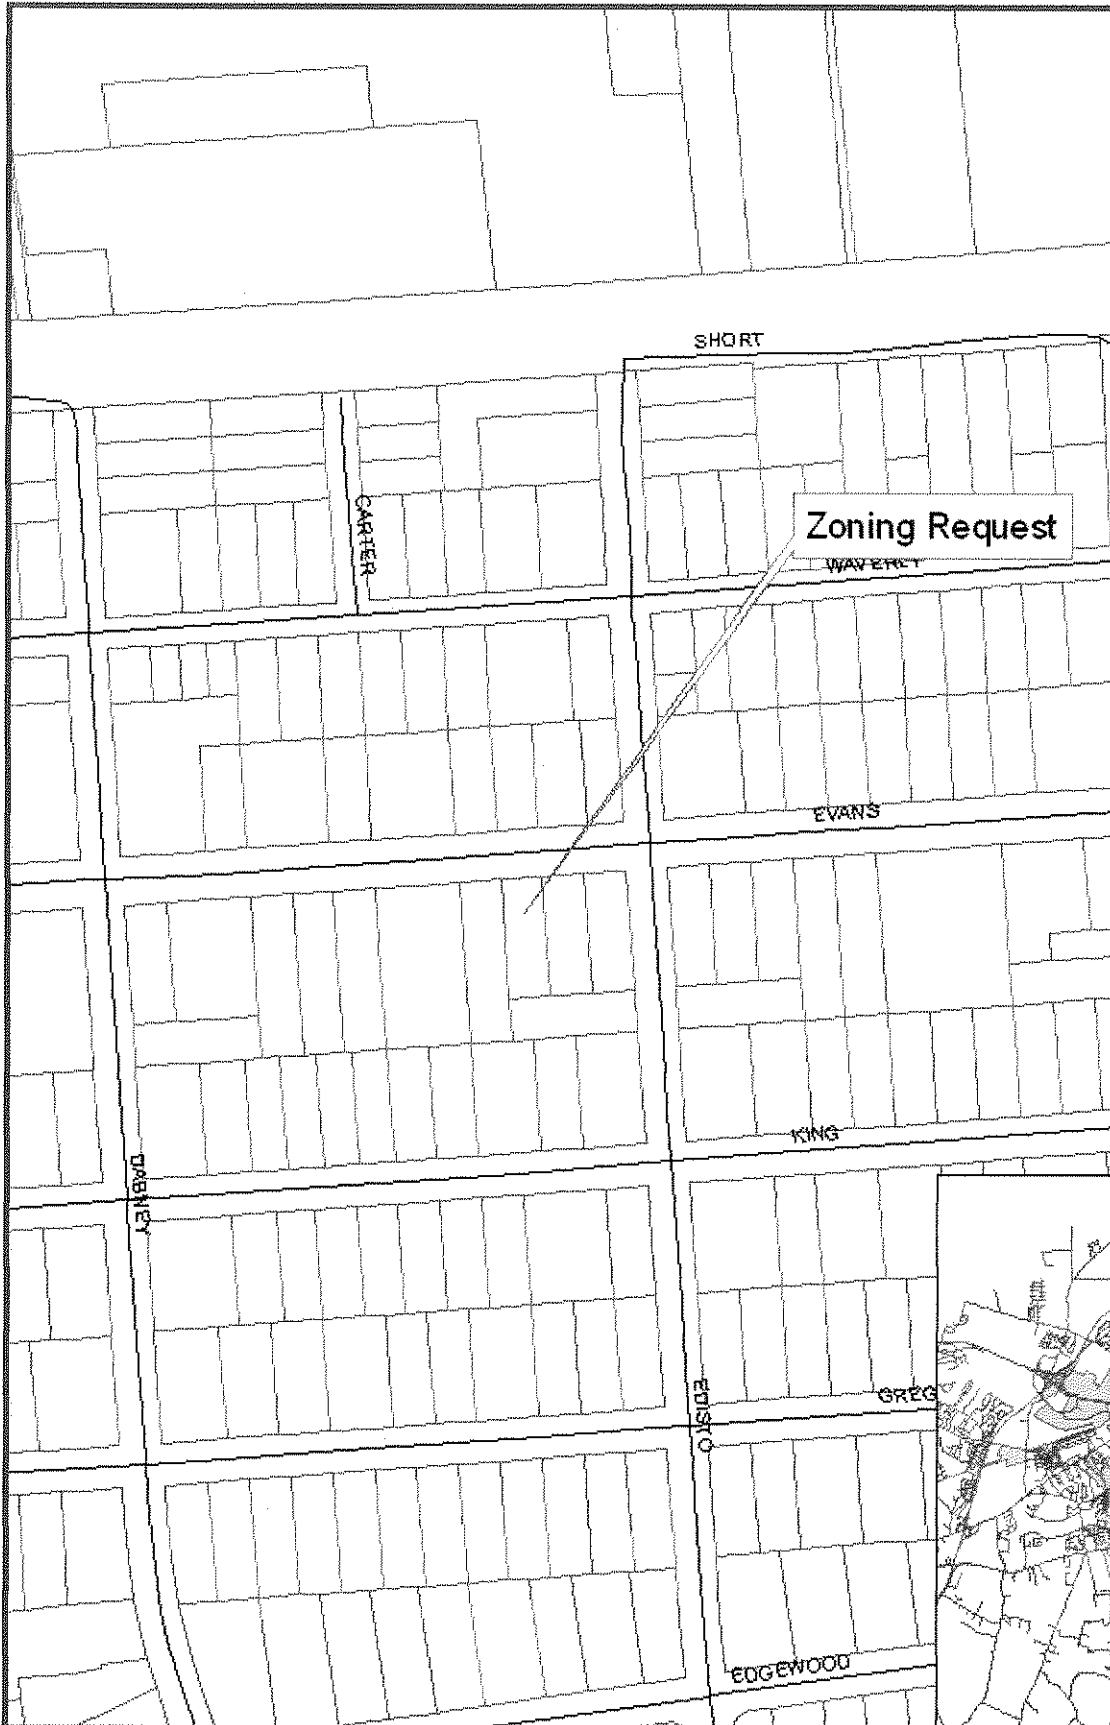 SHORT
CARTER
Zoning Request
WAVERLY
EVANS
KING
DABNEY
EDISTO
GREG
EDGEWOOD